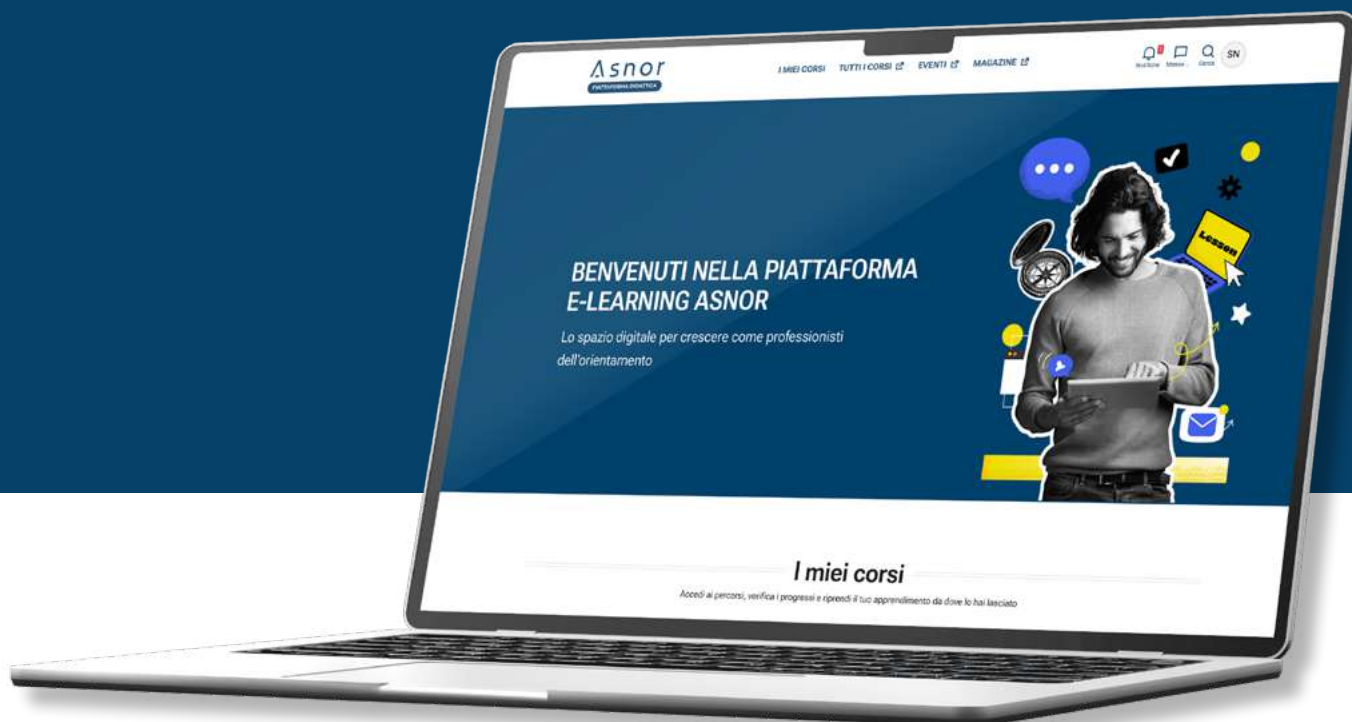 Asnor
PIATTAFORMA DIDATTICA
I MIEI CORSI TUTTI I CORSI EVENTI MAGAZINE
Cerca SN
Lesson
BENVENUTI NELLA PIATTAFORMA
E-LEARNING ASNOR
Lo spazio digitale per crescere come professionisti
dell'orientamento
I miei corsi
Accedi ai percorsi, verifica i progressi e riprendi il tuo apprendimento da dove lo hai lasciato